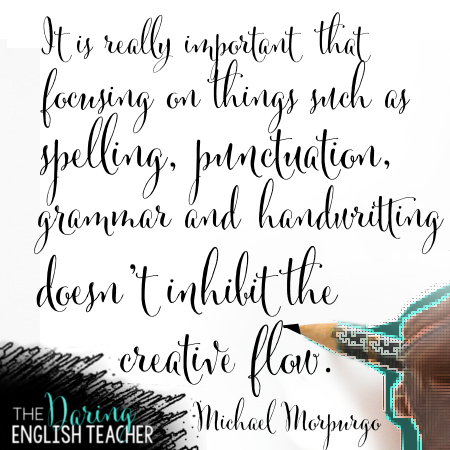 It is really important that
focusing on things such as
spelling, punctuation,
grammar and handwritting
doesn't inhibit the
creative flow.
Michael Morpurgo
THE Daring
ENGLISH TEACHER